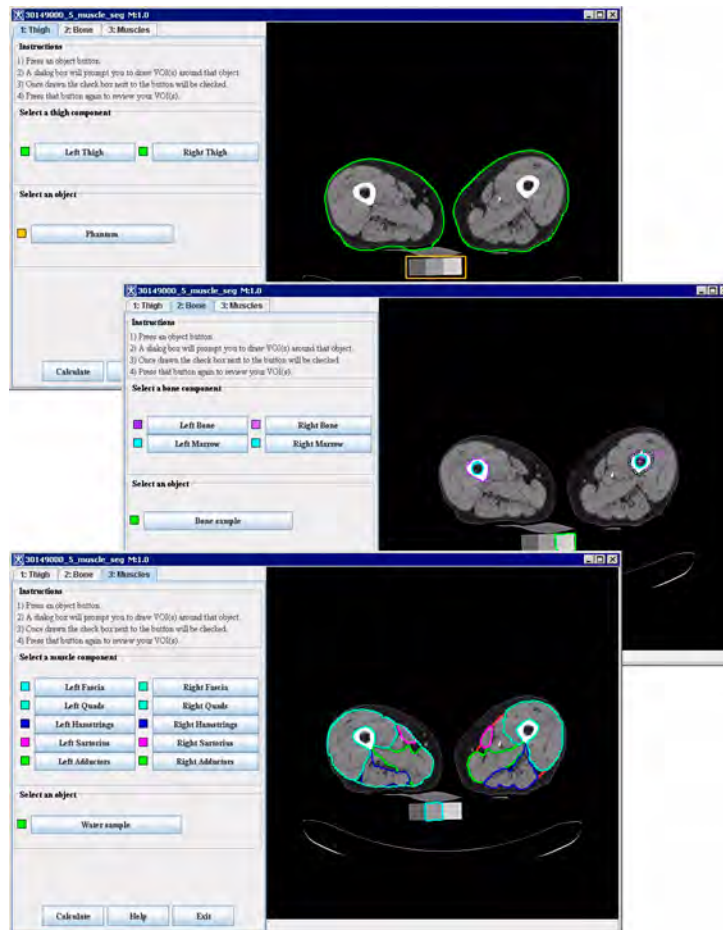 30149000_5_muscle_seg M:1.0
1: Thigh 2: Bone 3: Muscles
Instructions
1) Press an object button.
2) A dialog box will prompt you to draw VOI(s) around that object.
3) Once drawn the check box next to the button will be checked.
4) Press that button again to review your VOI(s).
Select a thigh component
Left Thigh Right Thigh
Select an object
Phantom
Calculate
30149000_5_muscle_seg M:1.0
1: Thigh 2: Bone 3: Muscles
Instructions
1) Press an object button.
2) A dialog box will prompt you to draw VOI(s) around that object.
3) Once drawn the check box next to the button will be checked.
4) Press that button again to review your VOI(s).
Select a bone component
Left Bone Right Bone
Left Marrow Right Marrow
Select an object
Bone sample
30149000_5_muscle_seg M:1.0
1: Thigh 2: Bone 3: Muscles
Instructions
1) Press an object button.
2) A dialog box will prompt you to draw VOI(s) around that object.
3) Once drawn the check box next to the button will be checked.
4) Press that button again to review your VOI(s).
Select a muscle component
Left Fascia Right Fascia
Left Quads Right Quads
Left Hamstrings Right Hamstrings
Left Sartorius Right Sartorius
Left Adductors Right Adductors
Select an object
Water sample
Calculate Help Exit